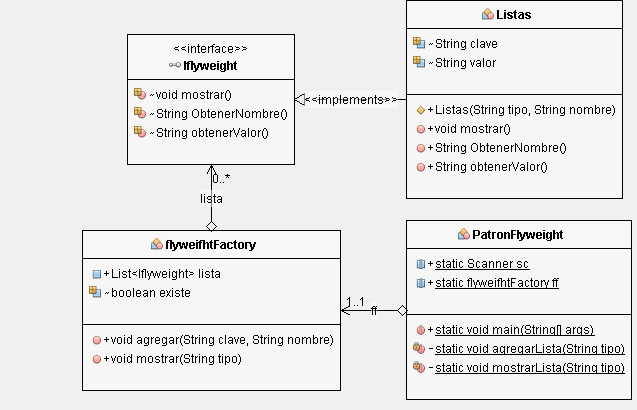 <<interface>>
Iflyweight
~void mostrar()
~String ObtenerNombre()
~String obtenerValor()
Listas
~String clave
~String valor
+Listas(String tipo, String nombre)
+void mostrar()
+String ObtenerNombre()
+String obtenerValor()
<<implements>>
0..*
lista
flyweifhtFactory
+List<Iflyweight> lista
~boolean existe
+void agregar(String clave, String nombre)
+void mostrar(String tipo)
1..1
ff
PatronFlyweight
+static Scanner sc
+static flyweifhtFactory ff
+static void main(String[] args)
-static void agregarLista(String tipo)
-static void mostrarLista(String tipo)